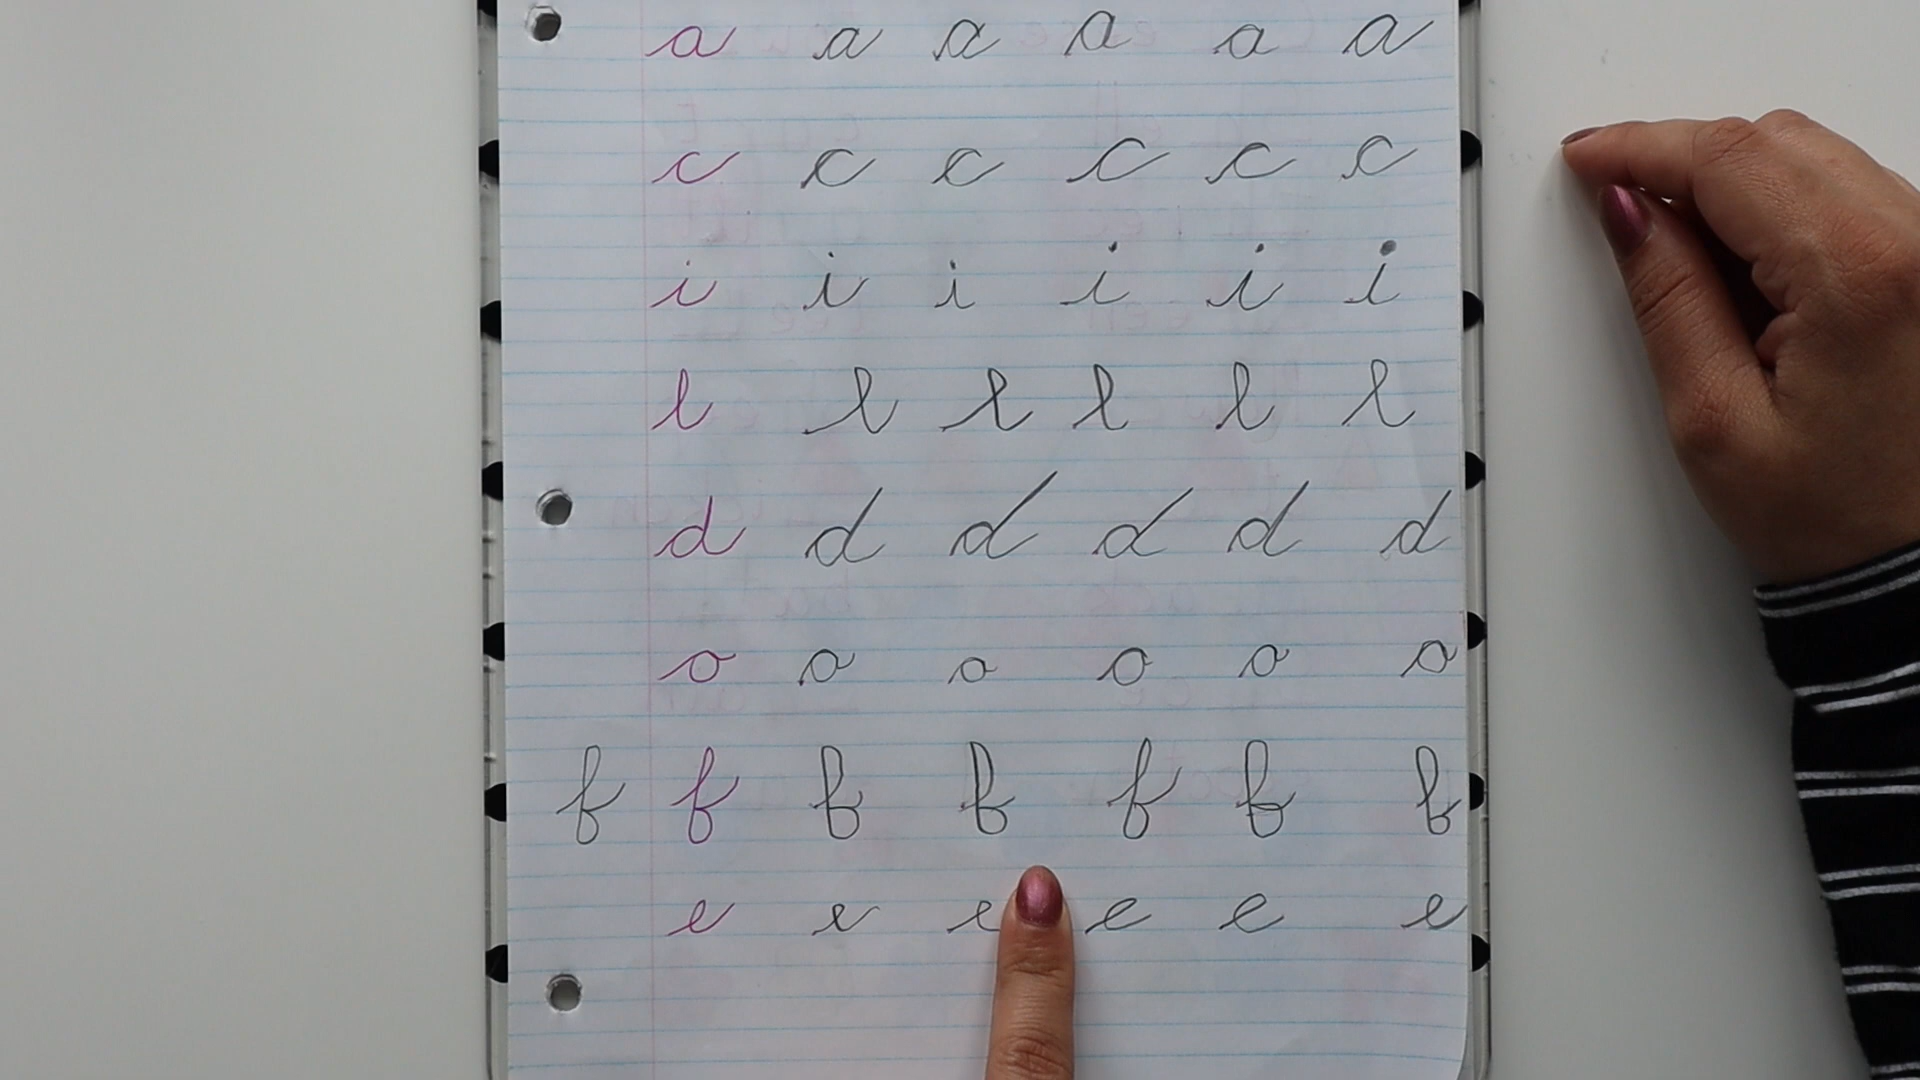 a a a a a a
c c c c c c
i i i i i i
l l l l l l
d d d d d d
o o o o o o
f f f f f f f
e e e e e e